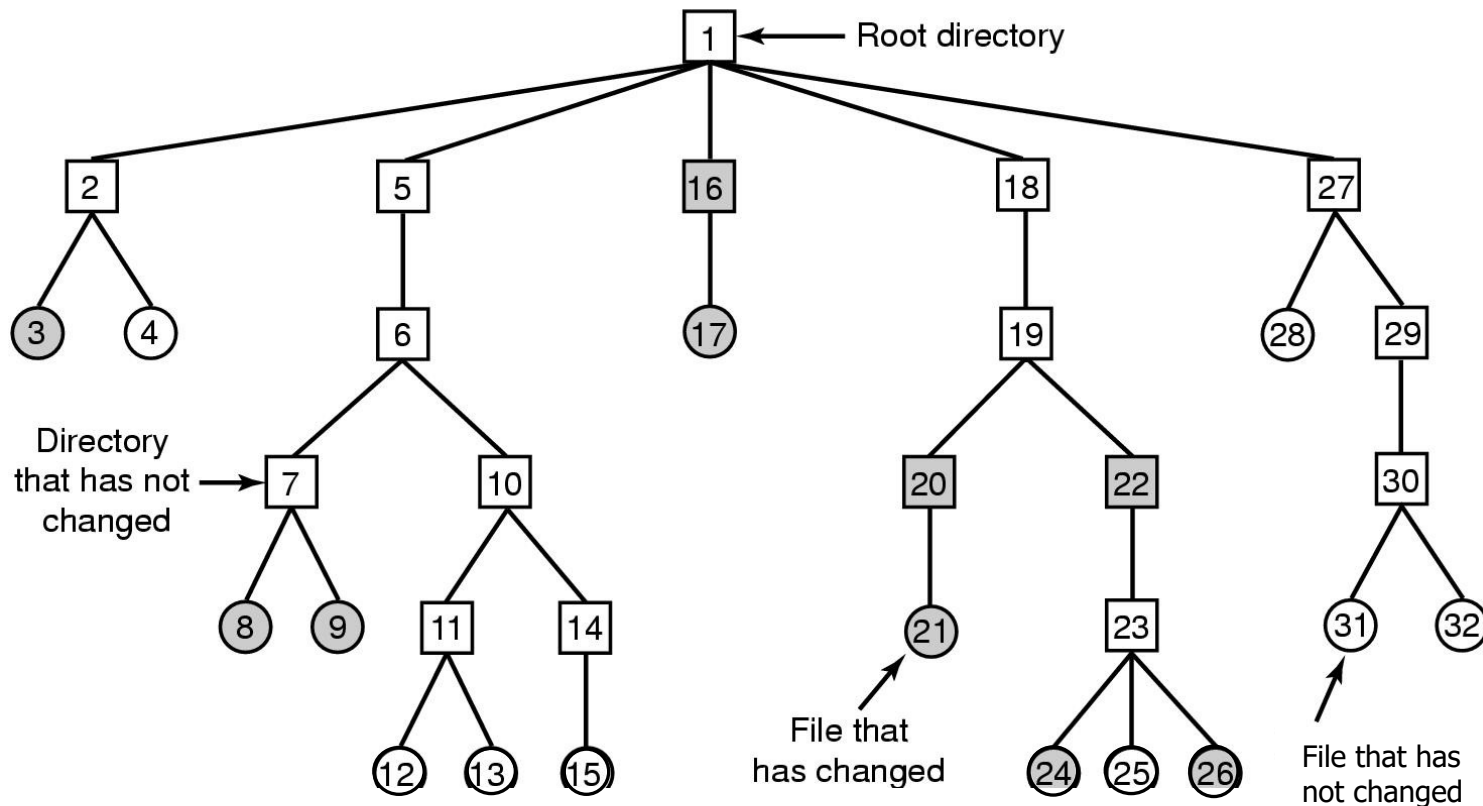 1
Root directory
2 5 16 18 27
3 4 6 17 19 28 29
Directory
that has not
changed
7 10 20 22 30
8 9 11 14 21 23 31 32
File that
has changed
12 13 15 24 25 26
File that has
not changed